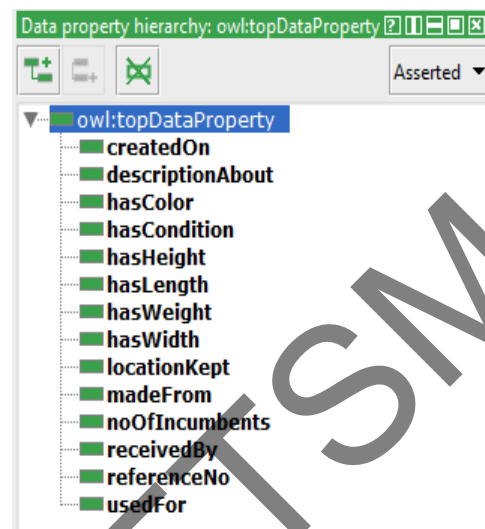 Data property hierarchy: owl:topDataProperty
Asserted
owl:topDataProperty
createdOn
descriptionAbout
hasColor
hasCondition
hasHeight
hasLength
hasWeight
hasWidth
locationKept
madeFrom
noOfIncumbents
receivedBy
referenceNo
usedFor
TTSM